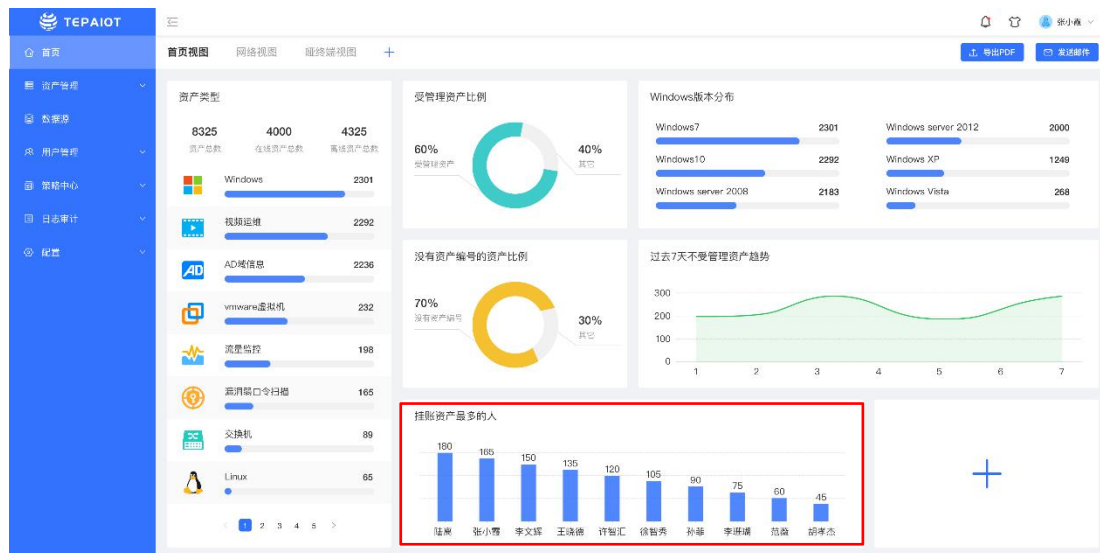 TEPAIOT
张小霞
首页
资产管理
数据源
用户管理
策略中心
日志审计
配置
首页视图 网络视图 哑终端视图 +
导出PDF 发送邮件
资产类型
8325 4000 4325
资产总数 在线资产总数 离线资产总数
Windows 2301
视频运维 2292
AD域信息 2236
vmware虚拟机 232
流量监控 198
漏洞弱口令扫描 165
交换机 89
Linux 65
< 1 2 3 4 5 >
受管理资产比例
60%
受管理资产
40%
其它
Windows版本分布
Windows7 2301
Windows server 2012 2000
Windows10 2292
Windows XP 1249
Windows server 2008 2183
Windows Vista 268
没有资产编号的资产比例
70%
没有资产编号
30%
其它
过去7天不受管理资产趋势
300
200
100
0
1 2 3 4 5 6 7
挂账资产最多的人
180 165 150 135 120 105 90 75 60 45
陆离 张小霞 李文辉 王晓德 许智汇 徐智秀 孙菲 李珊瑚 范薇 胡孝杰